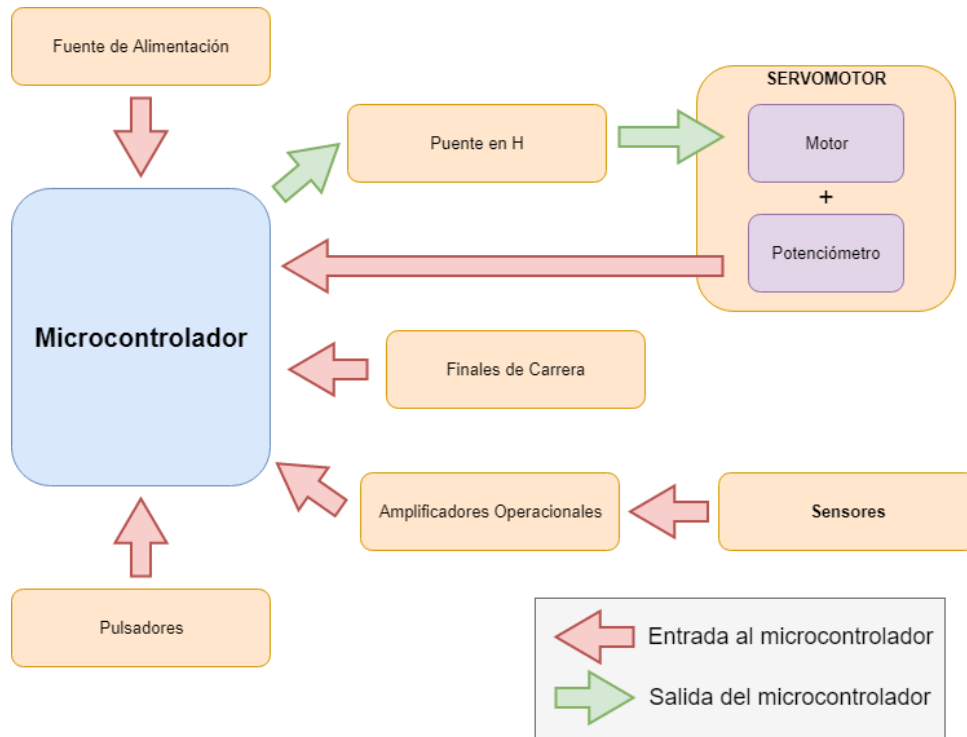 Fuente de Alimentación
SERVOMOTOR
Puente en H
Motor
+
Potenciómetro
Microcontrolador
Finales de Carrera
Amplificadores Operacionales
Sensores
Pulsadores
Entrada al microcontrolador
Salida del microcontrolador